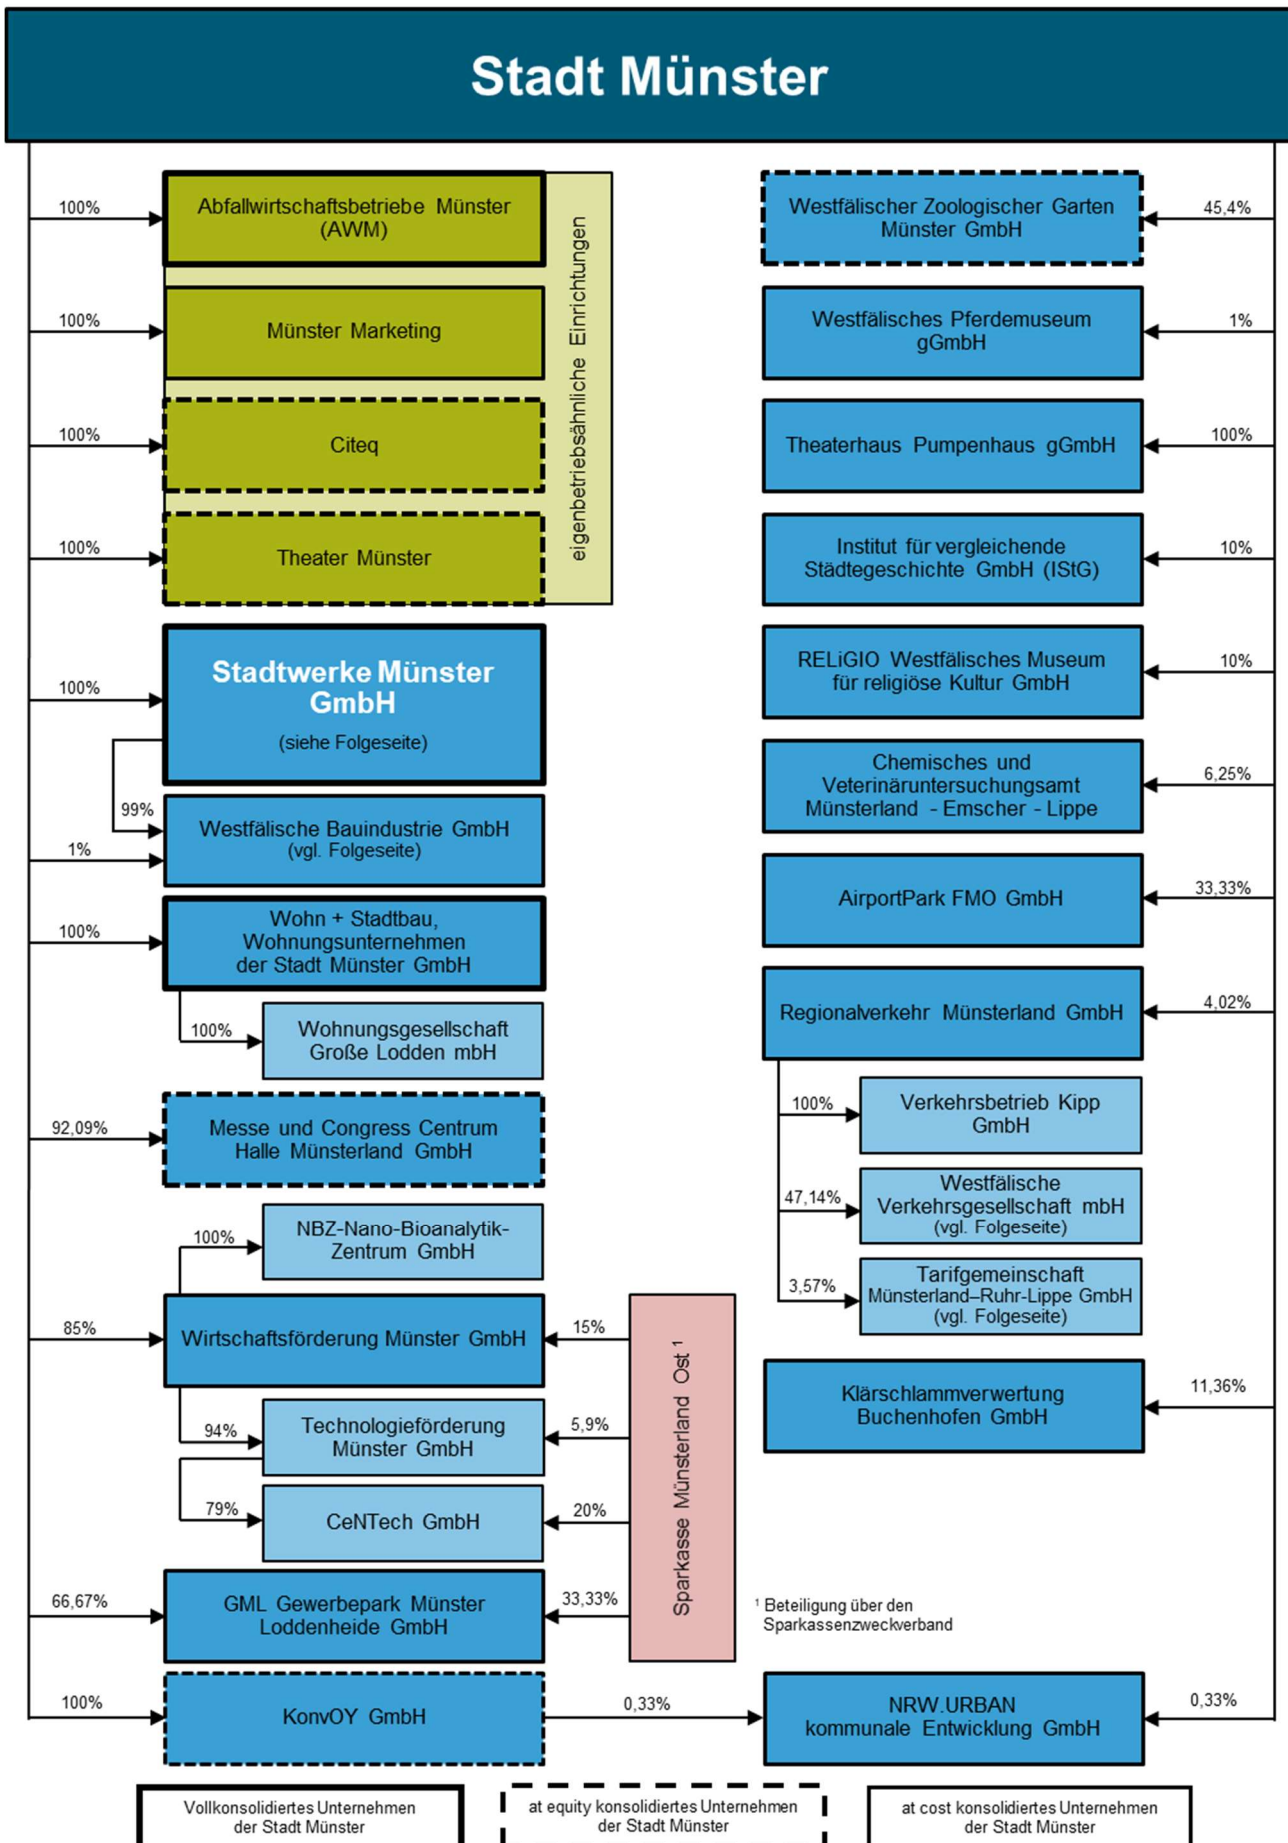 Stadt Münster
100%
Abfallwirtschaftsbetriebe Münster
(AWM)
100%
Münster Marketing
100%
Citeq
100%
Theater Münster
eigenbetriebsähnliche Einrichtungen
100%
Stadtwerke Münster
GmbH
(siehe Folgeseite)
99%
1%
Westfälische Bauindustrie GmbH
(vgl. Folgeseite)
100%
Wohn + Stadtbau,
Wohnungsunternehmen
der Stadt Münster GmbH
100%
Wohnungsgesellschaft
Große Lodden mbH
92,09%
Messe und Congress Centrum
Halle Münsterland GmbH
100%
NBZ-Nano-Bioanalytik-
Zentrum GmbH
85%
Wirtschaftsförderung Münster GmbH
15%
94%
Technologieförderung
Münster GmbH
5,9%
79%
CeNTech GmbH
20%
66,67%
GML Gewerbepark Münster
Loddenheide GmbH
33,33%
Sparkasse Münsterland Ost ¹
100%
KonvOY GmbH
0,33%
Westfälischer Zoologischer Garten
Münster GmbH
45,4%
Westfälisches Pferdemuseum
gGmbH
1%
Theaterhaus Pumpenhaus gGmbH
100%
Institut für vergleichende
Städtegeschichte GmbH (IStG)
10%
RELiGIO Westfälisches Museum
für religiöse Kultur GmbH
10%
Chemisches und
Veterinäruntersuchungsamt
Münsterland - Emscher - Lippe
6,25%
AirportPark FMO GmbH
33,33%
Regionalverkehr Münsterland GmbH
4,02%
100%
Verkehrsbetrieb Kipp
GmbH
47,14%
Westfälische
Verkehrsgesellschaft mbH
(vgl. Folgeseite)
3,57%
Tarifgemeinschaft
Münsterland–Ruhr-Lippe GmbH
(vgl. Folgeseite)
Klärschlammverwertung
Buchenhofen GmbH
11,36%
¹ Beteiligung über den
Sparkassenzweckverband
NRW.URBAN
kommunale Entwicklung GmbH
0,33%
Vollkonsolidiertes Unternehmen
der Stadt Münster
at equity konsolidiertes Unternehmen
der Stadt Münster
at cost konsolidiertes Unternehmen
der Stadt Münster